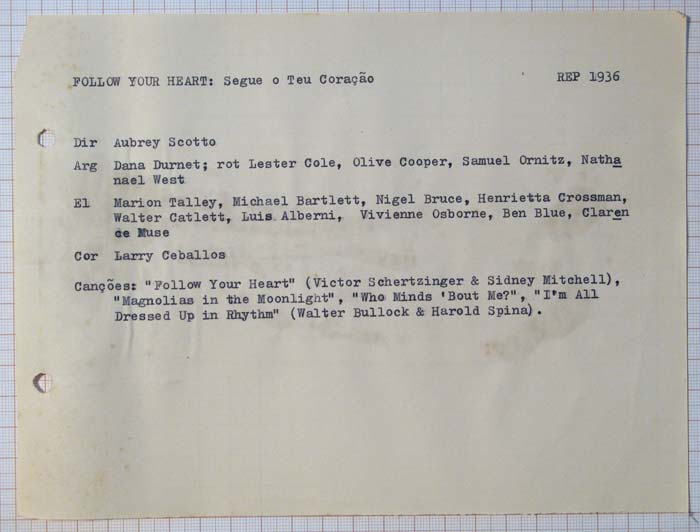 FOLLOW YOUR HEART: Segue o Teu Coração REP 1936
Dir Aubrey Scotto
Arg Dana Durnet; rot Lester Cole, Olive Cooper, Samuel Ornitz, Natha
nael West
El Marion Talley, Michael Bartlett, Nigel Bruce, Henrietta Crossman,
Walter Catlett, Luis Alberni, Vivienne Osborne, Ben Blue, Claren
ce Muse
Cor Larry Ceballos
Canções: "Follow Your Heart" (Victor Schertzinger & Sidney Mitchell),
"Magnolias in the Moonlight", "Who Minds 'Bout Me?", "I'm All
Dressed Up in Rhythm" (Walter Bullock & Harold Spina).